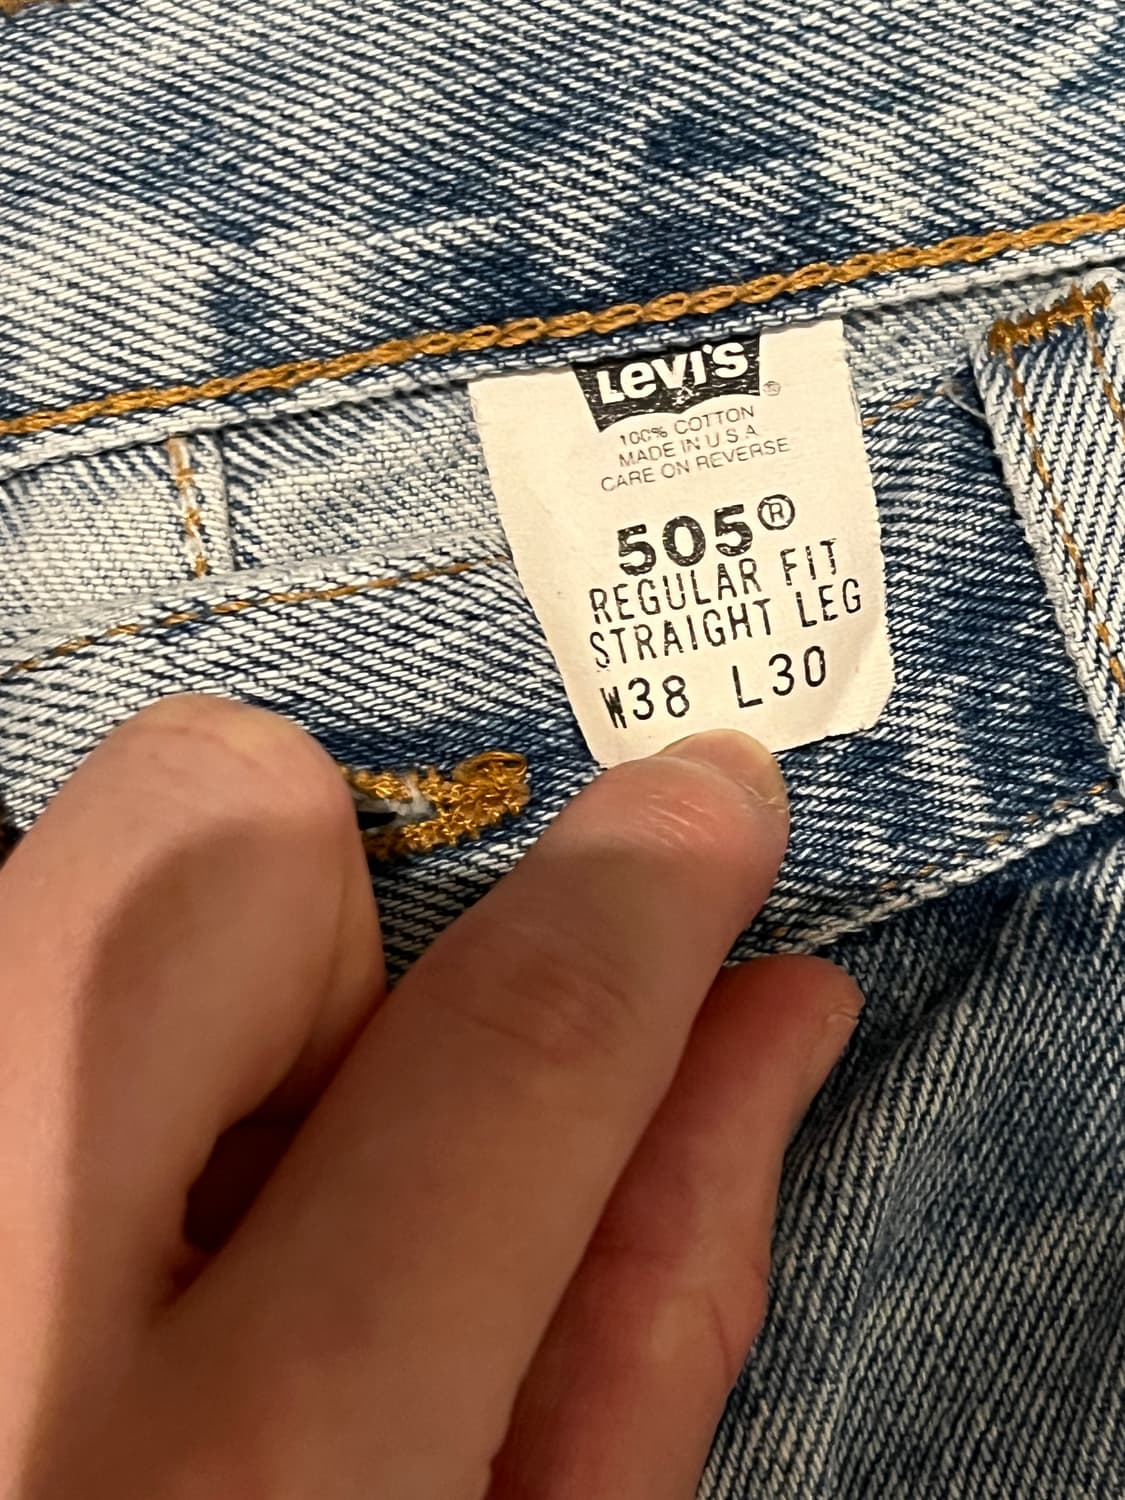 Levi's ®
100% COTTON
MADE IN U S A
CARE ON REVERSE
505®
REGULAR FIT
STRAIGHT LEG
W38 L30